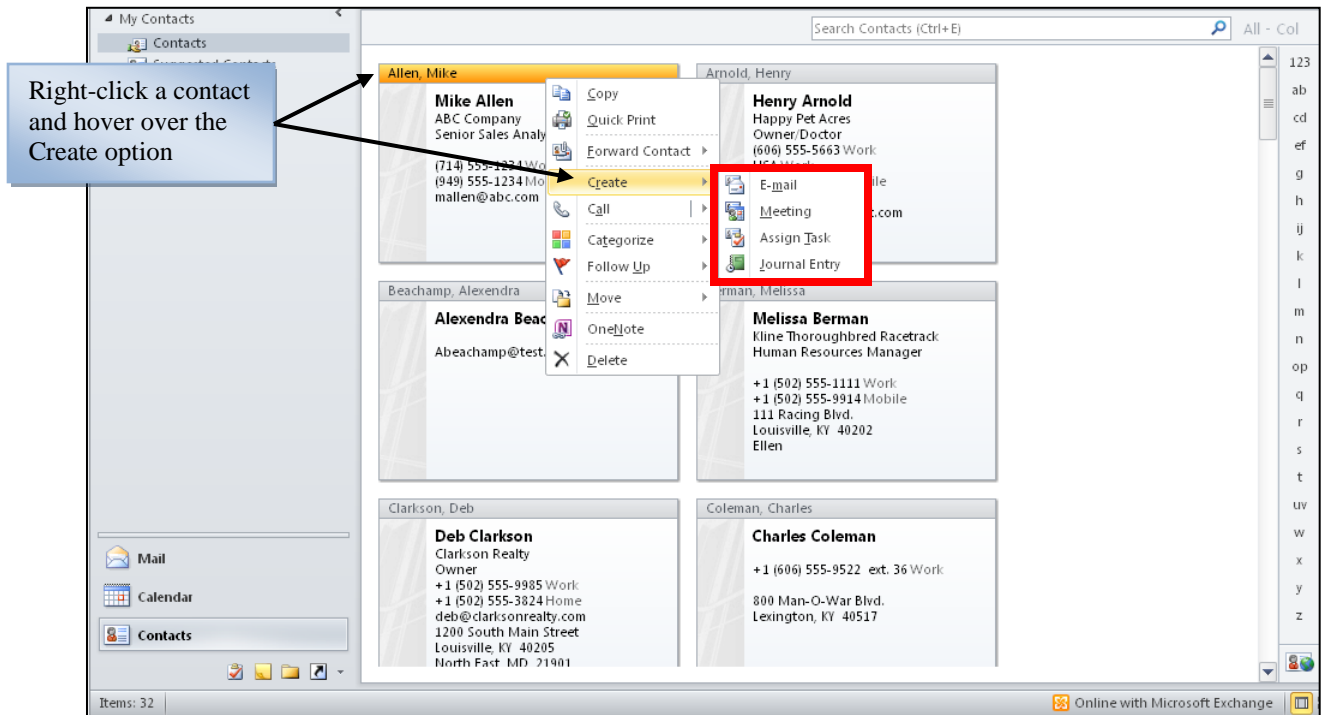 My Contacts
Contacts
Search Contacts (Ctrl+E)
All - Col
Right-click a contact
and hover over the
Create option
Allen, Mike
Mike Allen
ABC Company
Senior Sales Analy
(714) 555-1234 Wo
(949) 555-1234 Mo
mallen@abc.com
Copy
Quick Print
Forward Contact
Create
Call
Categorize
Follow Up
Move
OneNote
Delete
E-mail
Meeting
Assign Task
Journal Entry
Arnold, Henry
Henry Arnold
Happy Pet Acres
Owner/Doctor
(606) 555-5663 Work
ile
t.com
Beachamp, Alexendra
Alexendra Beac
Abeachamp@test.
erman, Melissa
Melissa Berman
Kline Thoroughbred Racetrack
Human Resources Manager
+1 (502) 555-1111 Work
+1 (502) 555-9914 Mobile
111 Racing Blvd.
Louisville, KY 40202
Ellen
Clarkson, Deb
Deb Clarkson
Clarkson Realty
Owner
+1 (502) 555-9985 Work
+1 (502) 555-3824 Home
deb@clarksonrealty.com
1200 South Main Street
Louisville, KY 40205
North East, MD 21901
Coleman, Charles
Charles Coleman
+1 (606) 555-9522 ext. 36 Work
800 Man-O-War Blvd.
Lexington, KY 40517
123
ab
cd
ef
g
h
ij
k
l
m
n
op
q
r
s
t
uv
w
x
y
z
Mail
Calendar
Contacts
Items: 32
Online with Microsoft Exchange